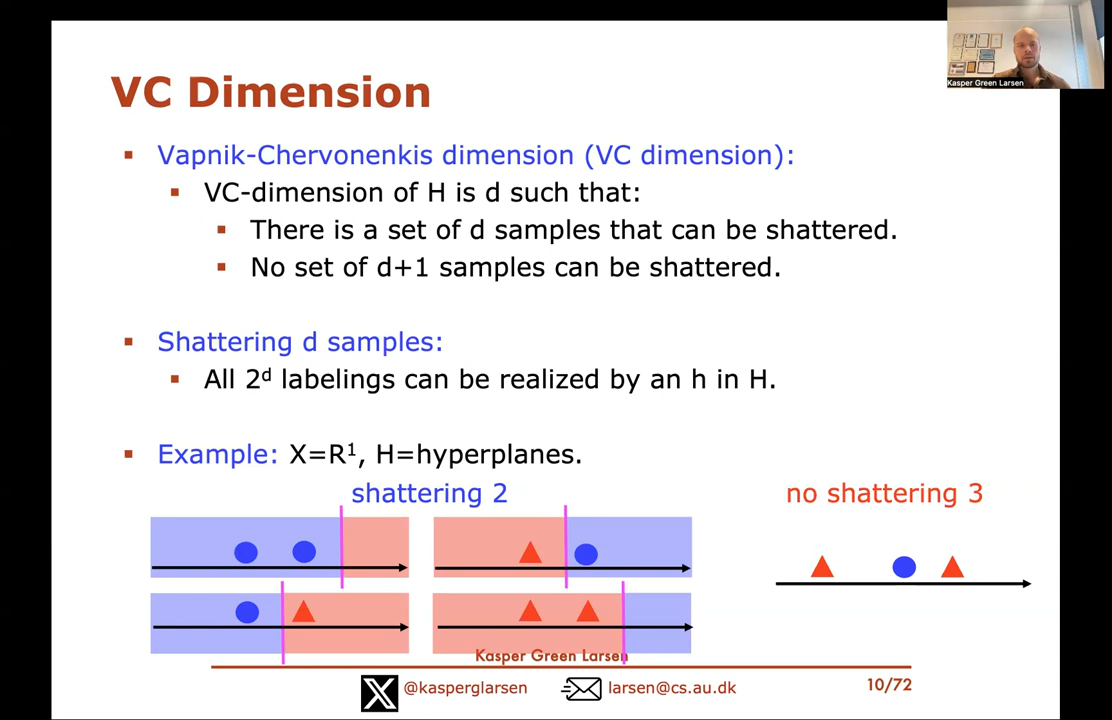 Kasper Green Larsen
VC Dimension
Vapnik-Chervonenkis dimension (VC dimension):
VC-dimension of H is d such that:
There is a set of d samples that can be shattered.
No set of d+1 samples can be shattered.
Shattering d samples:
All 2ᵈ labelings can be realized by an h in H.
Example: X=R¹, H=hyperplanes.
shattering 2
no shattering 3
Kasper Green Larsen
@kasperglarsen
larsen@cs.au.dk
10/72